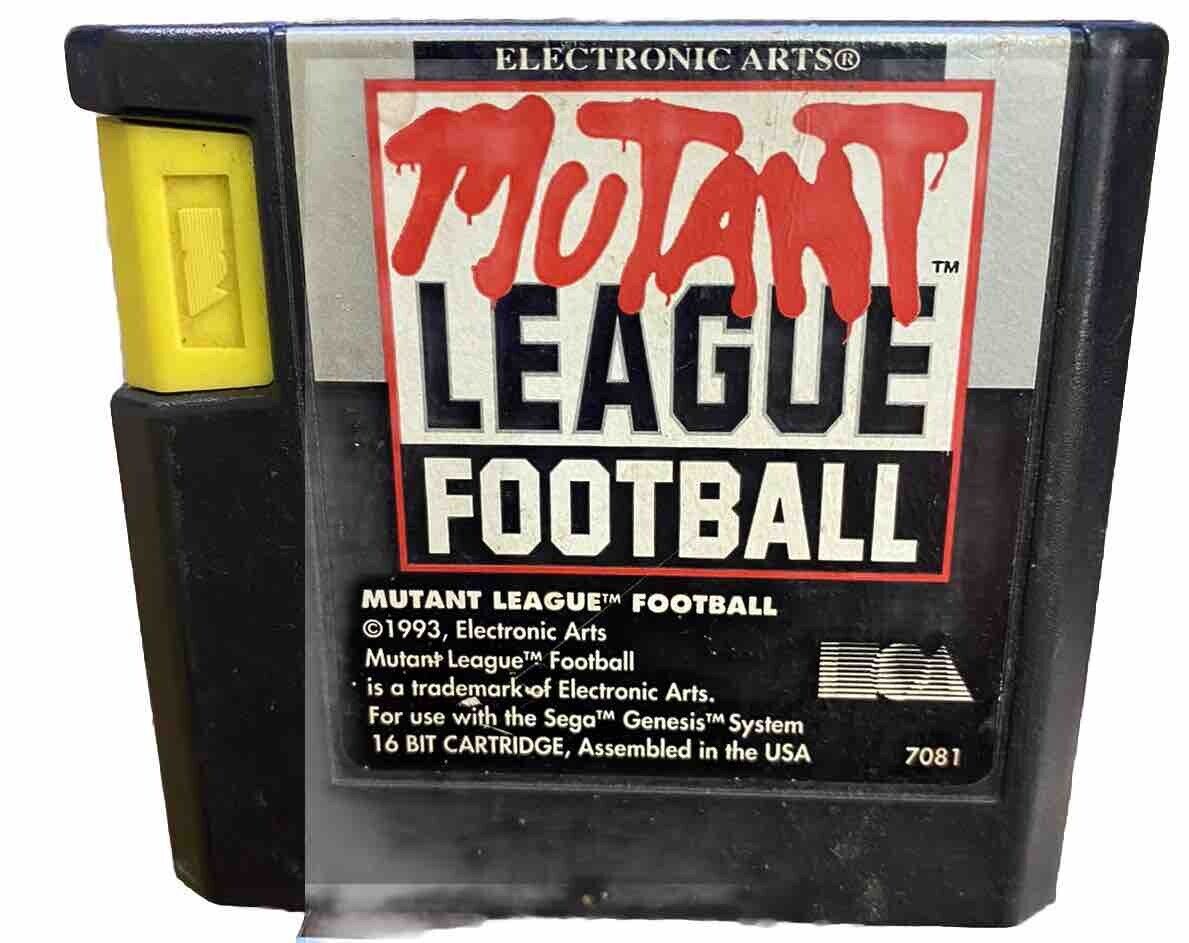 ELECTRONIC ARTS®
MUTANT
LEAGUE
FOOTBALL
TM
MUTANT LEAGUE™ FOOTBALL
©1993, Electronic Arts
Mutant League™ Football
is a trademark of Electronic Arts.
For use with the Sega™ Genesis™ System
16 BIT CARTRIDGE, Assembled in the USA
EA
7081